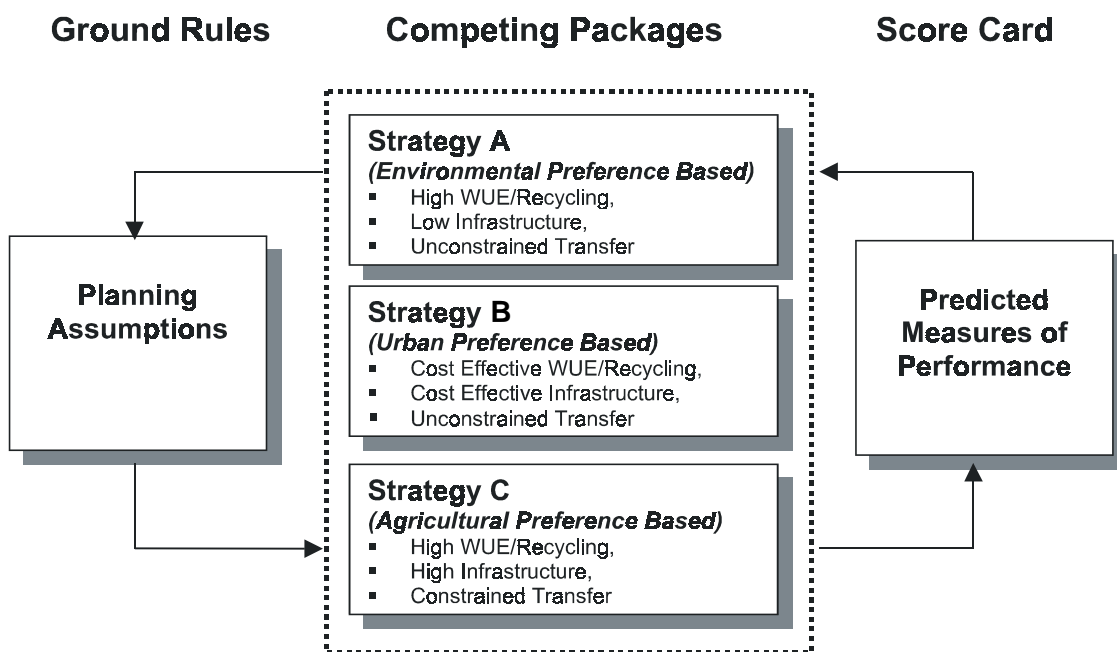 Ground Rules
Competing Packages
Score Card
Planning
Assumptions
Strategy A
(Environmental Preference Based)
▪ High WUE/Recycling,
▪ Low Infrastructure,
▪ Unconstrained Transfer
Strategy B
(Urban Preference Based)
▪ Cost Effective WUE/Recycling,
▪ Cost Effective Infrastructure,
▪ Unconstrained Transfer
Strategy C
(Agricultural Preference Based)
▪ High WUE/Recycling,
▪ High Infrastructure,
▪ Constrained Transfer
Predicted
Measures of
Performance